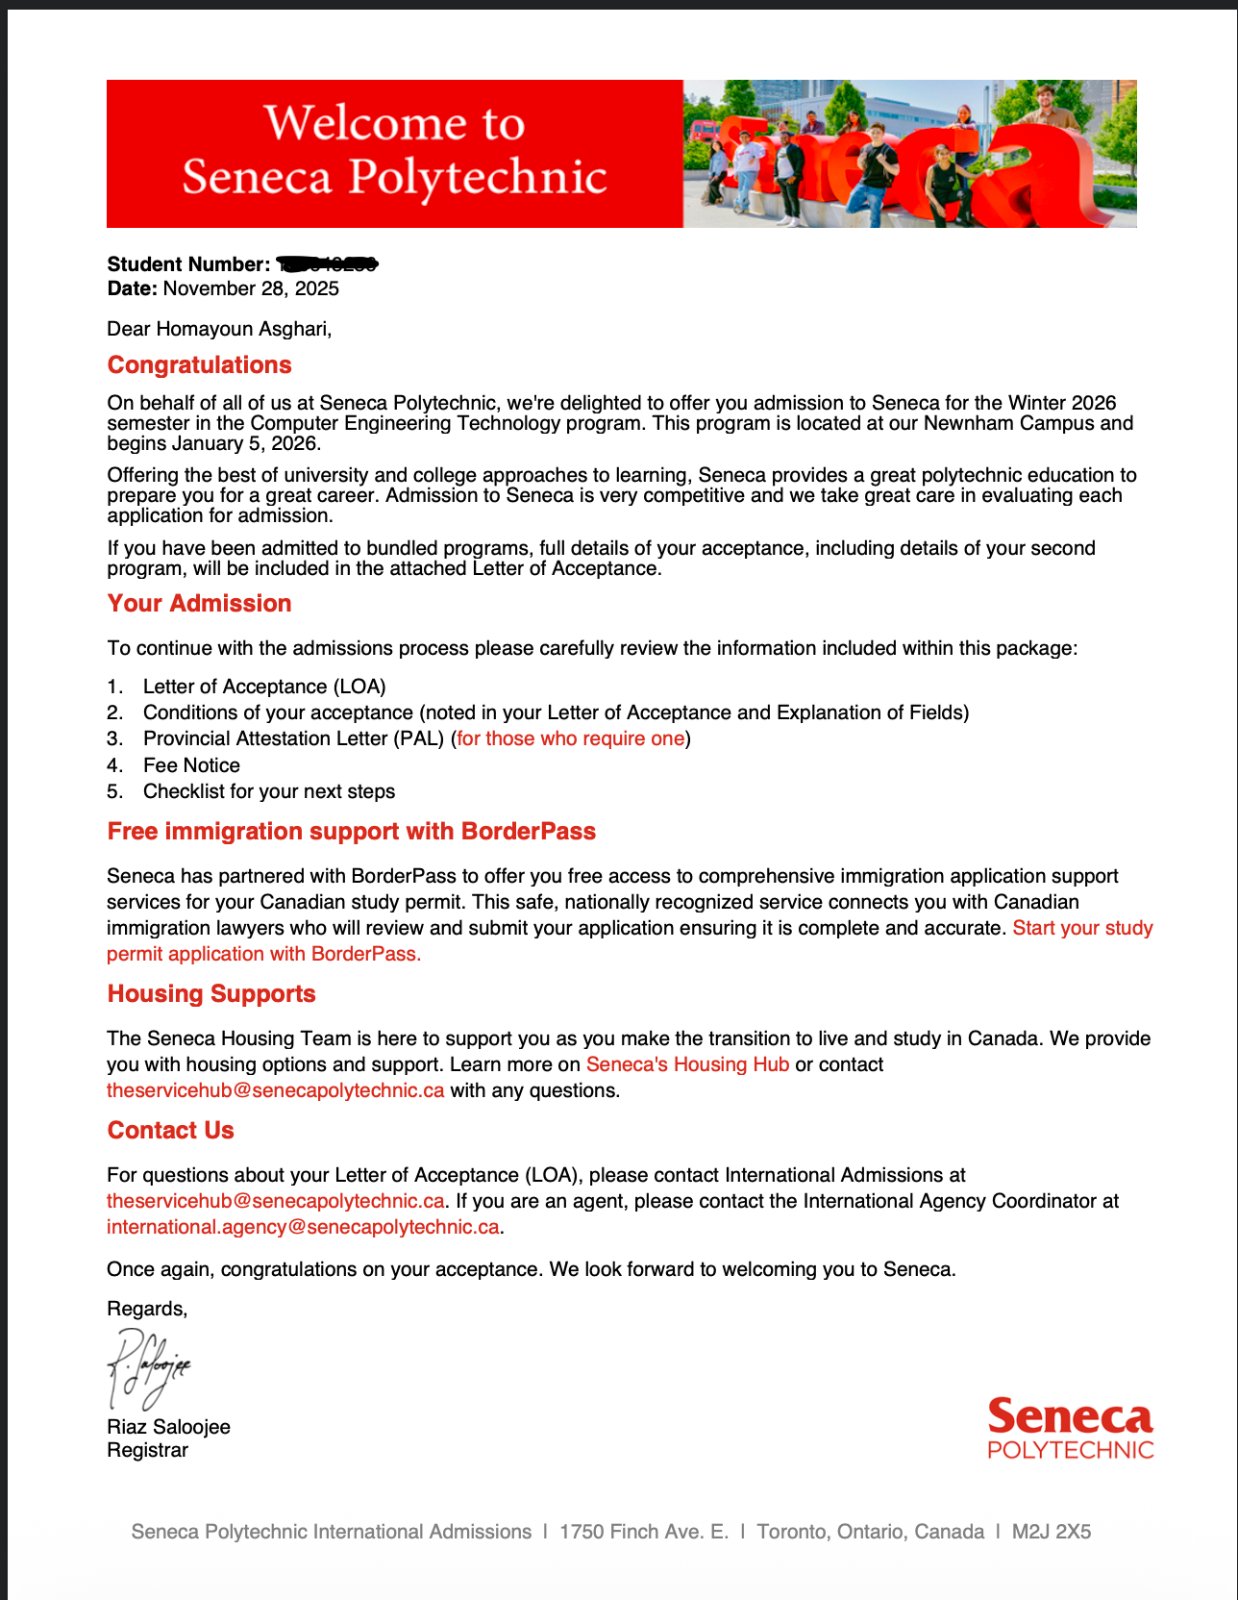 Welcome to
Seneca Polytechnic
Seneca
Student Number:
Date: November 28, 2025
Dear Homayoun Asghari,
Congratulations
On behalf of all of us at Seneca Polytechnic, we're delighted to offer you admission to Seneca for the Winter 2026
semester in the Computer Engineering Technology program. This program is located at our Newnham Campus and
begins January 5, 2026.
Offering the best of university and college approaches to learning, Seneca provides a great polytechnic education to
prepare you for a great career. Admission to Seneca is very competitive and we take great care in evaluating each
application for admission.
If you have been admitted to bundled programs, full details of your acceptance, including details of your second
program, will be included in the attached Letter of Acceptance.
Your Admission
To continue with the admissions process please carefully review the information included within this package:
1. Letter of Acceptance (LOA)
2. Conditions of your acceptance (noted in your Letter of Acceptance and Explanation of Fields)
3. Provincial Attestation Letter (PAL) (for those who require one)
4. Fee Notice
5. Checklist for your next steps
Free immigration support with BorderPass
Seneca has partnered with BorderPass to offer you free access to comprehensive immigration application support
services for your Canadian study permit. This safe, nationally recognized service connects you with Canadian
immigration lawyers who will review and submit your application ensuring it is complete and accurate. Start your study
permit application with BorderPass.
Housing Supports
The Seneca Housing Team is here to support you as you make the transition to live and study in Canada. We provide
you with housing options and support. Learn more on Seneca's Housing Hub or contact
theservicehub@senecapolytechnic.ca with any questions.
Contact Us
For questions about your Letter of Acceptance (LOA), please contact International Admissions at
theservicehub@senecapolytechnic.ca. If you are an agent, please contact the International Agency Coordinator at
international.agency@senecapolytechnic.ca.
Once again, congratulations on your acceptance. We look forward to welcoming you to Seneca.
Regards,
R. Saloojee
Riaz Saloojee
Registrar
Seneca
POLYTECHNIC
Seneca Polytechnic International Admissions | 1750 Finch Ave. E. | Toronto, Ontario, Canada | M2J 2X5